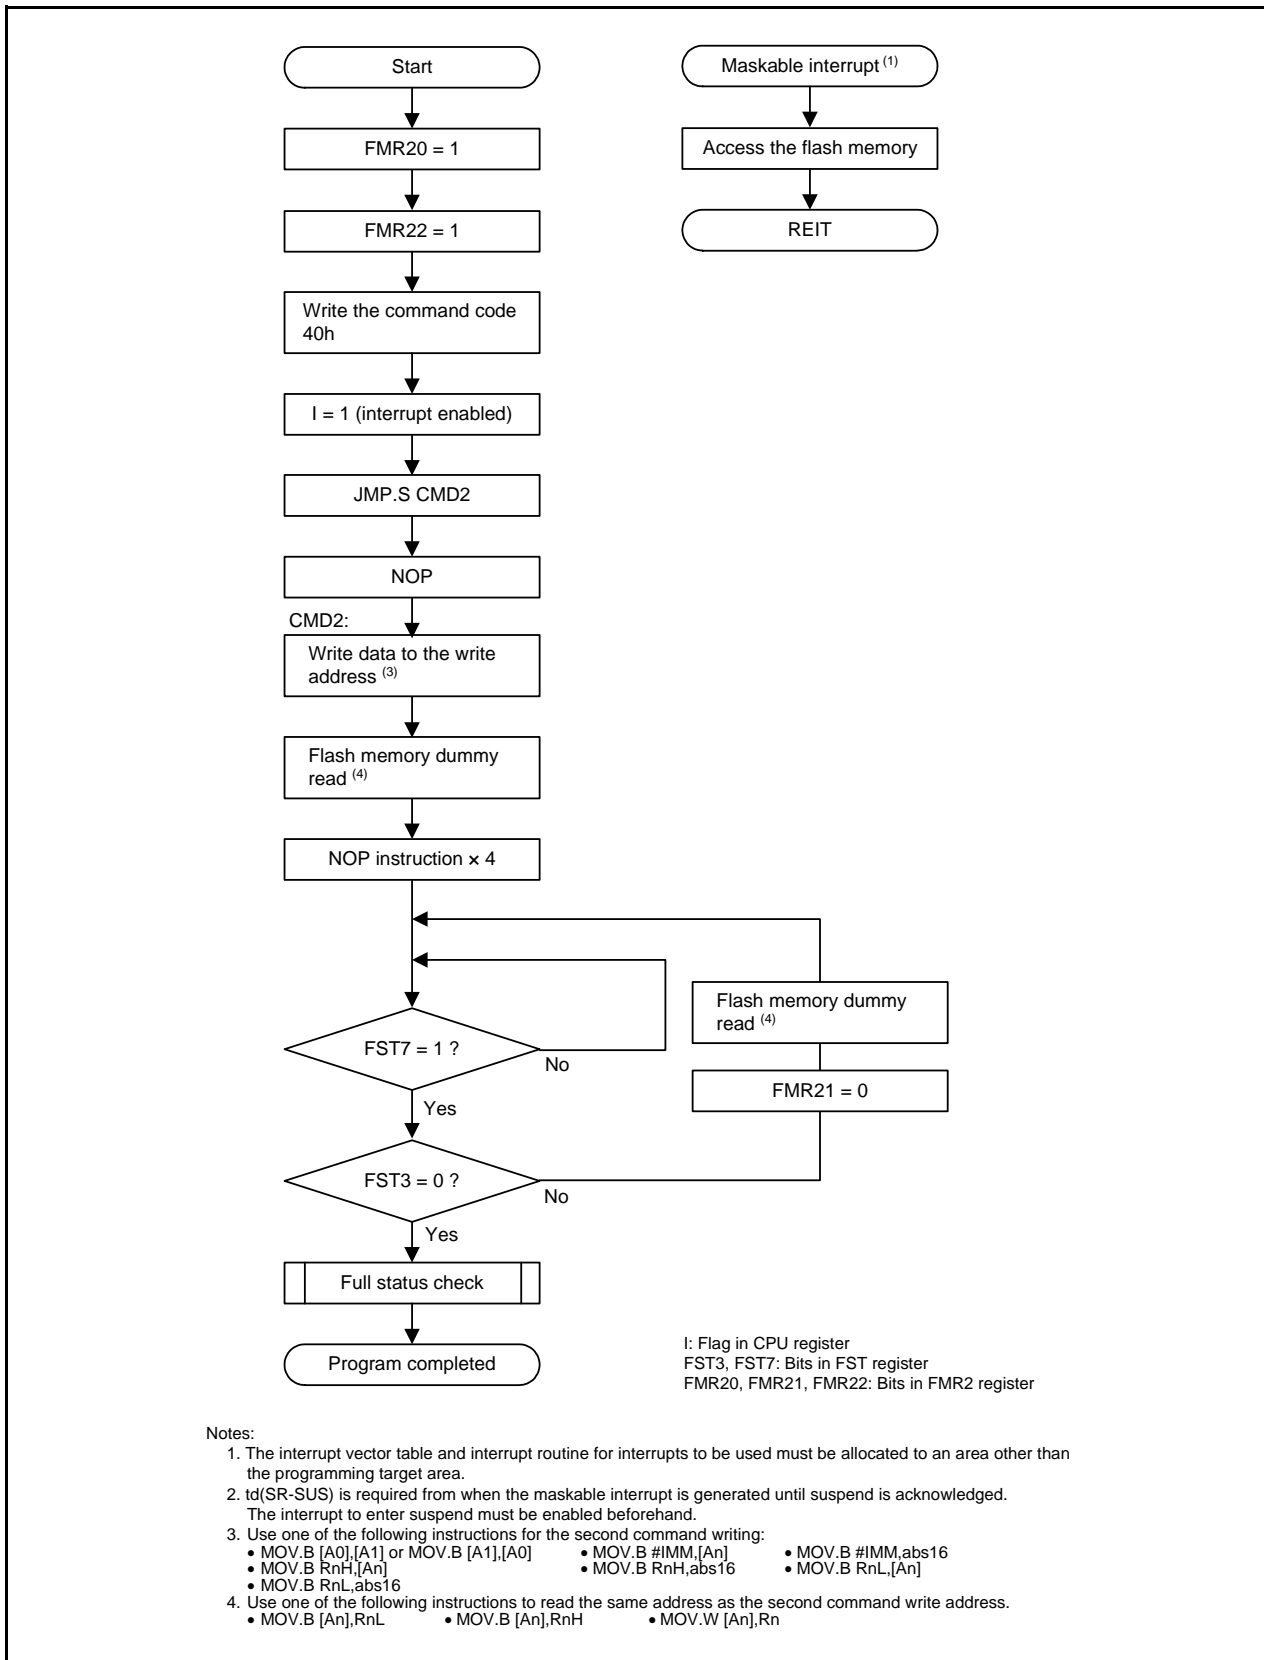 Start
FMR20 = 1
FMR22 = 1
Write the command code
40h
I = 1 (interrupt enabled)
JMP.S CMD2
NOP
CMD2:
Write data to the write
address (3)
Flash memory dummy
read (4)
NOP instruction × 4
FST7 = 1 ?
No
Yes
FST3 = 0 ?
No
Yes
Full status check
Program completed
Flash memory dummy
read (4)
FMR21 = 0
Maskable interrupt (1)
Access the flash memory
REIT
I: Flag in CPU register
FST3, FST7: Bits in FST register
FMR20, FMR21, FMR22: Bits in FMR2 register
Notes:
1. The interrupt vector table and interrupt routine for interrupts to be used must be allocated to an area other than
the programming target area.
2. td(SR-SUS) is required from when the maskable interrupt is generated until suspend is acknowledged.
The interrupt to enter suspend must be enabled beforehand.
3. Use one of the following instructions for the second command writing:
• MOV.B [A0],[A1] or MOV.B [A1],[A0] • MOV.B #IMM,[An] • MOV.B #IMM,abs16
• MOV.B RnH,[An] • MOV.B RnH,abs16 • MOV.B RnL,[An]
• MOV.B RnL,abs16
4. Use one of the following instructions to read the same address as the second command write address.
• MOV.B [An],RnL • MOV.B [An],RnH • MOV.W [An],Rn